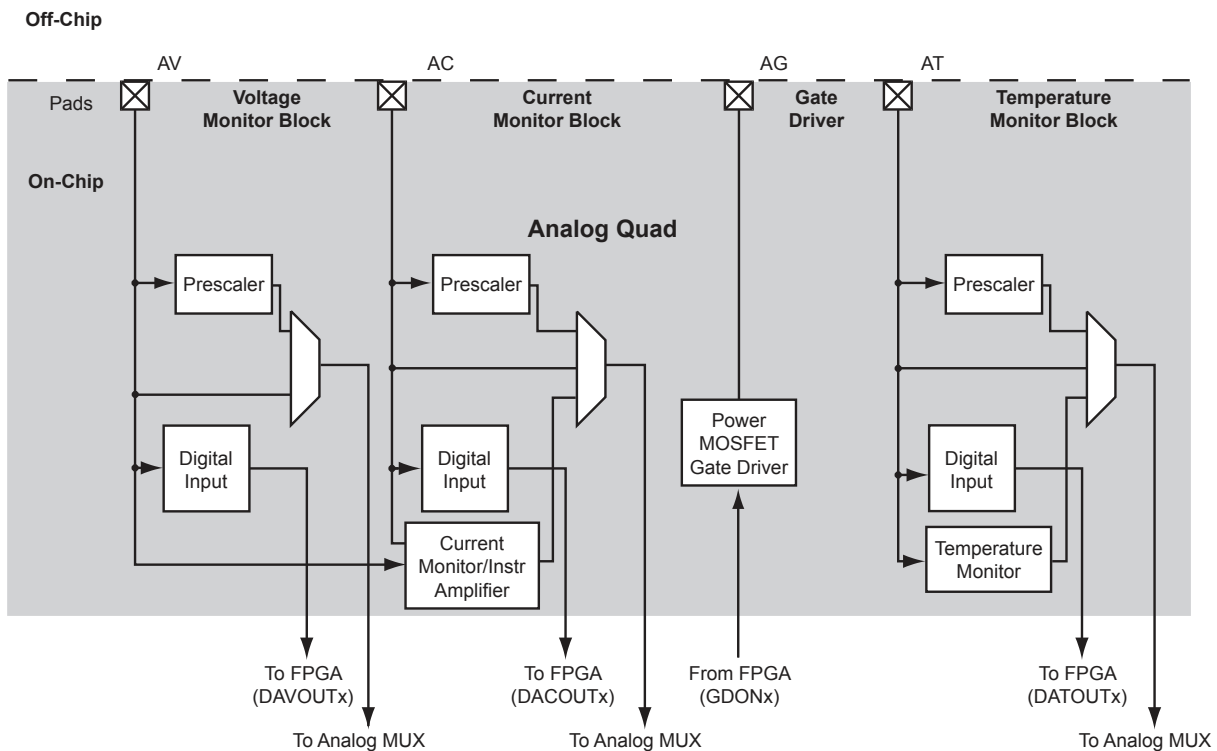 Off-Chip
AV
AC
AG
AT
Pads
Voltage
Monitor Block
Current
Monitor Block
Gate
Driver
Temperature
Monitor Block
On-Chip
Analog Quad
Prescaler
Prescaler
Prescaler
Power
MOSFET
Gate Driver
Digital
Input
Digital
Input
Digital
Input
Current
Monitor/Instr
Amplifier
Temperature
Monitor
To FPGA
(DAVOUTx)
To FPGA
(DACOUTx)
From FPGA
(GDONx)
To FPGA
(DATOUTx)
To Analog MUX
To Analog MUX
To Analog MUX